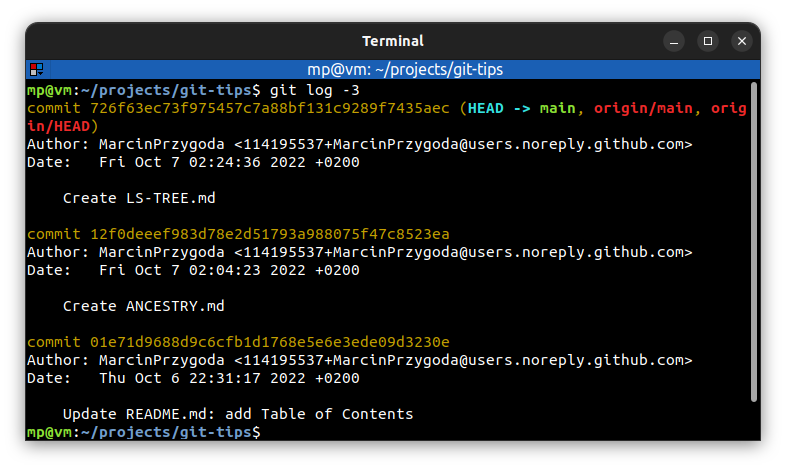 Terminal
mp@vm: ~/projects/git-tips
mp@vm:~/projects/git-tips$ git log -3
commit 726f63ec73f975457c7a88bf131c9289f7435aec (HEAD -> main, origin/main, orig
in/HEAD)
Author: MarcinPrzygoda <114195537+MarcinPrzygoda@users.noreply.github.com>
Date:   Fri Oct 7 02:24:36 2022 +0200
    Create LS-TREE.md
commit 12f0deeef983d78e2d51793a988075f47c8523ea
Author: MarcinPrzygoda <114195537+MarcinPrzygoda@users.noreply.github.com>
Date:   Fri Oct 7 02:04:23 2022 +0200
    Create ANCESTRY.md
commit 01e71d9688d9c6cfb1d1768e5e6e3ede09d3230e
Author: MarcinPrzygoda <114195537+MarcinPrzygoda@users.noreply.github.com>
Date:   Thu Oct 6 22:31:17 2022 +0200
    Update README.md: add Table of Contents
mp@vm:~/projects/git-tips$